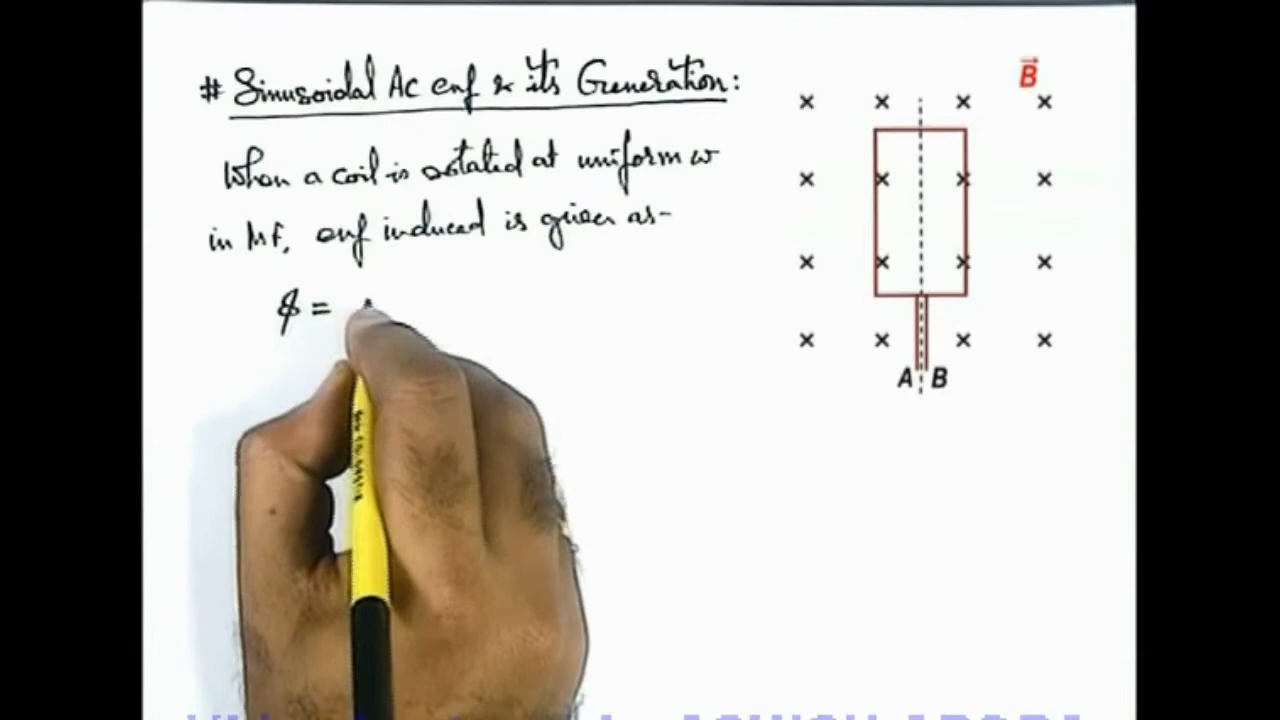 # Sinusoidal AC emf & its Generation:
When a coil is rotated at uniform ω
in MF, emf induced is given as-
φ =
B
A B